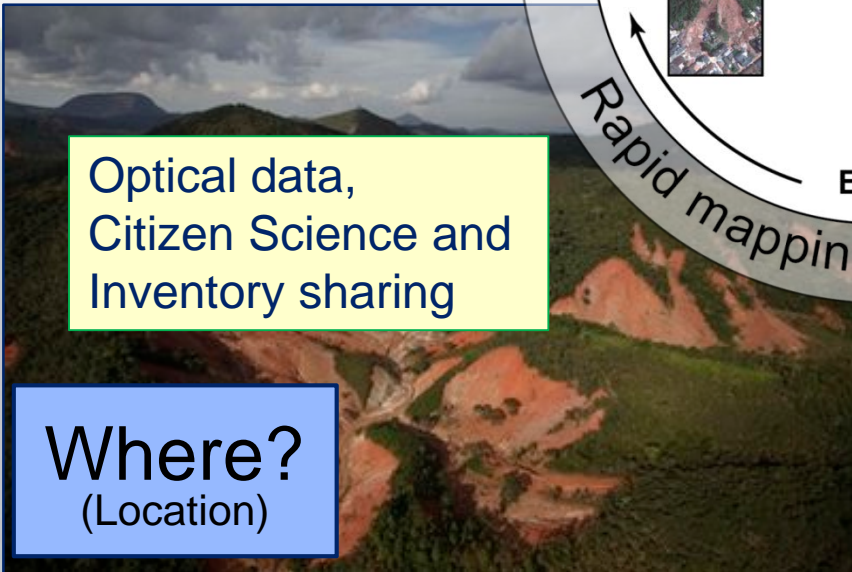 Optical data,
Citizen Science and
Inventory sharing
Where?
(Location)
Rapid mappin
E